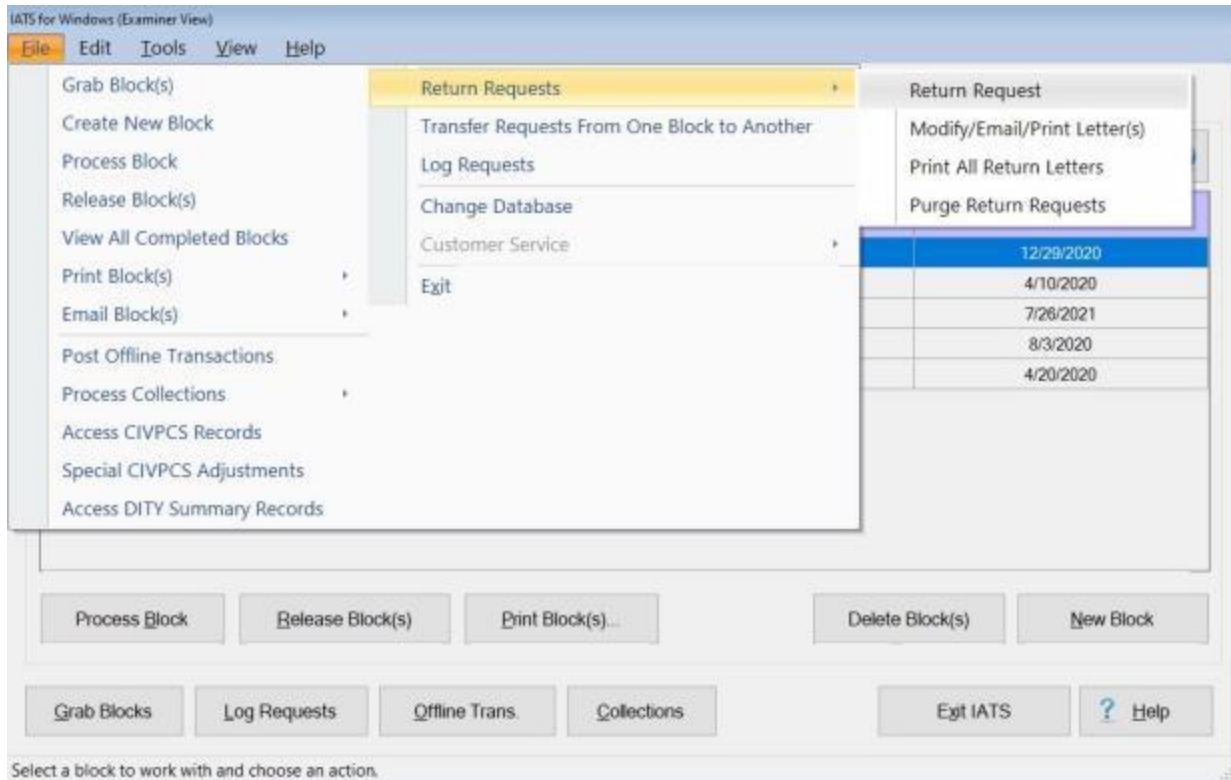 IATS for Windows (Examiner View)
File Edit Tools View Help
Grab Block(s)
Create New Block
Process Block
Release Block(s)
View All Completed Blocks
Print Block(s)
Email Block(s)
Post Offline Transactions
Process Collections
Access CIVPCS Records
Special CIVPCS Adjustments
Access DITY Summary Records
Return Requests
Transfer Requests From One Block to Another
Log Requests
Change Database
Customer Service
Exit
Return Request
Modify/Email/Print Letter(s)
Print All Return Letters
Purge Return Requests
12/29/2020
4/10/2020
7/26/2021
8/3/2020
4/20/2020
Process Block Release Block(s) Print Block(s)... Delete Block(s) New Block
Grab Blocks Log Requests Offline Trans. Collections Exit IATS ? Help
Select a block to work with and choose an action.